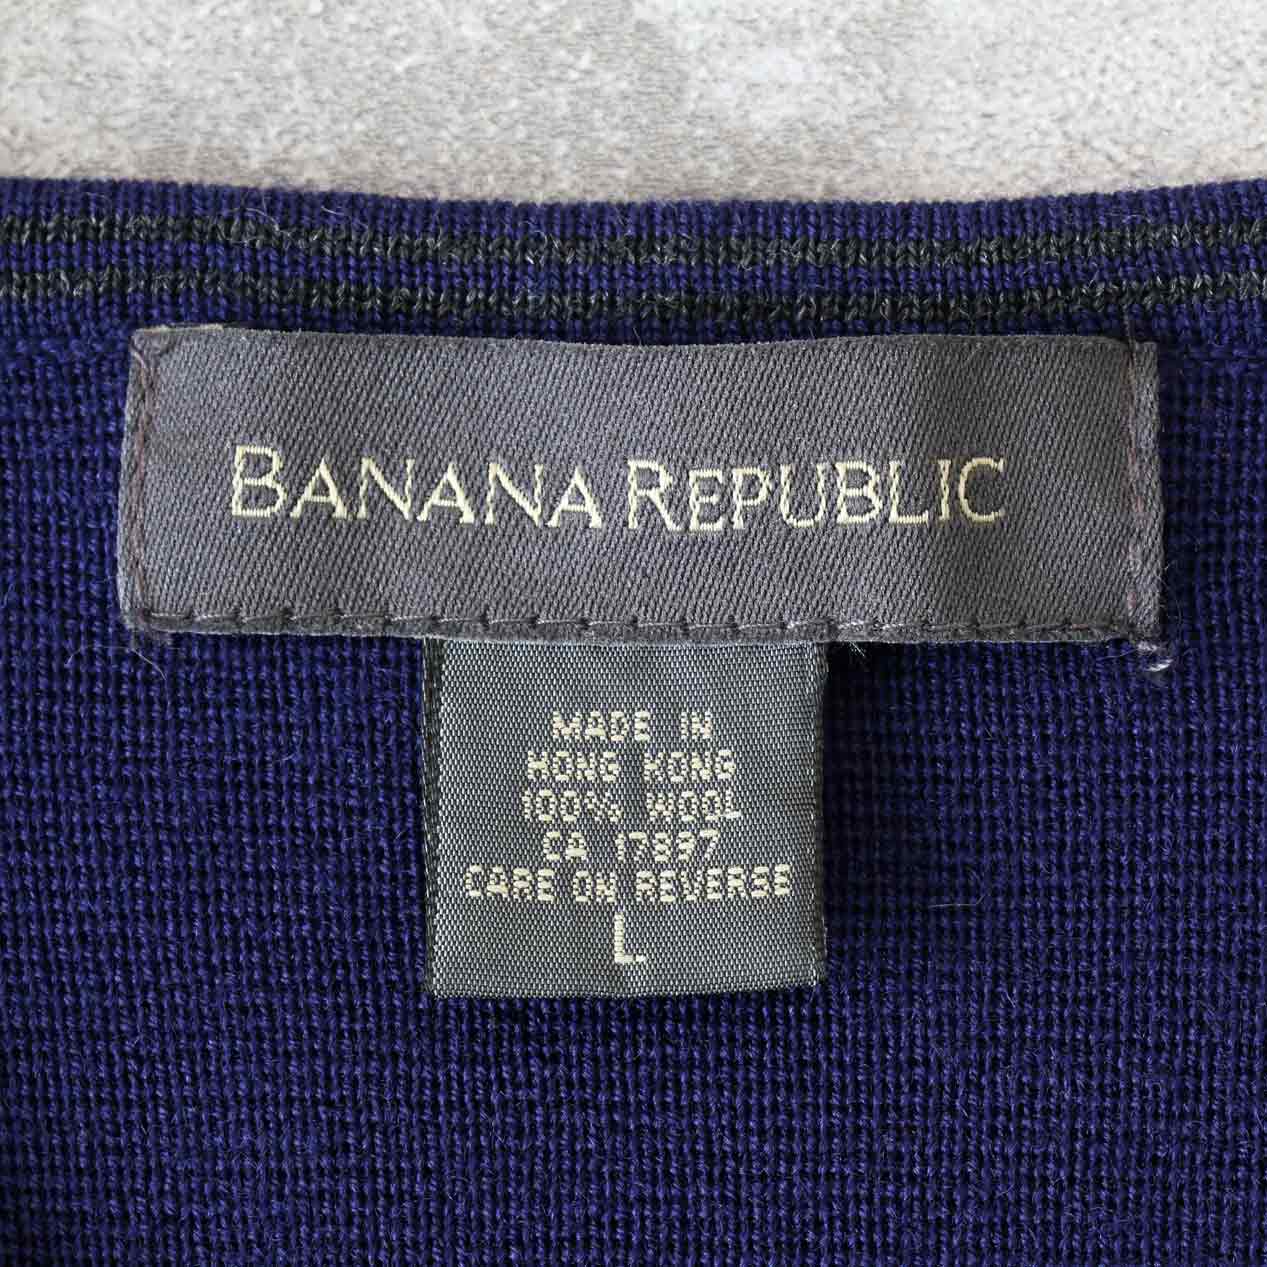 BANANA REPUBLIC
MADE IN
HONG KONG
100% WOOL
CA 17897
CARE ON REVERSE
L